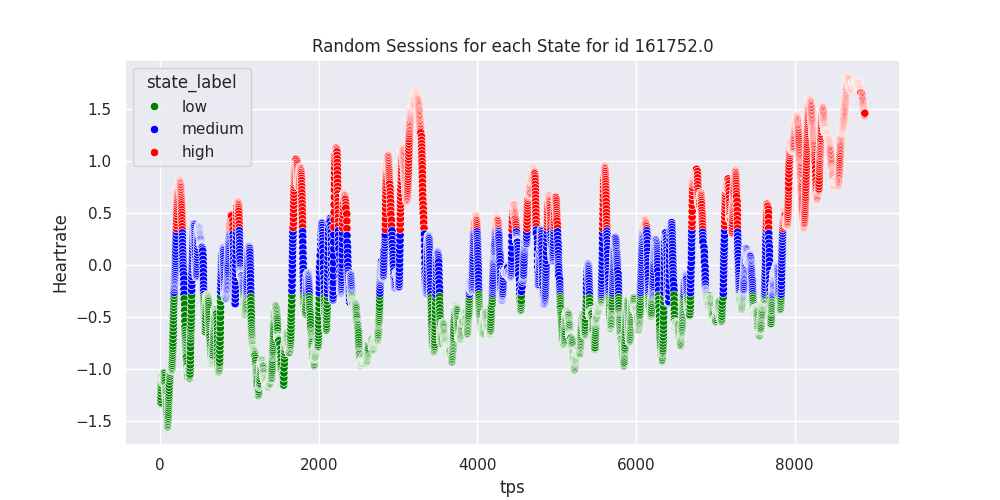 Random Sessions for each State for id 161752.0
state_label
low
medium
high
Heartrate
1.5
1.0
0.5
0.0
−0.5
−1.0
−1.5
0 2000 4000 6000 8000
tps